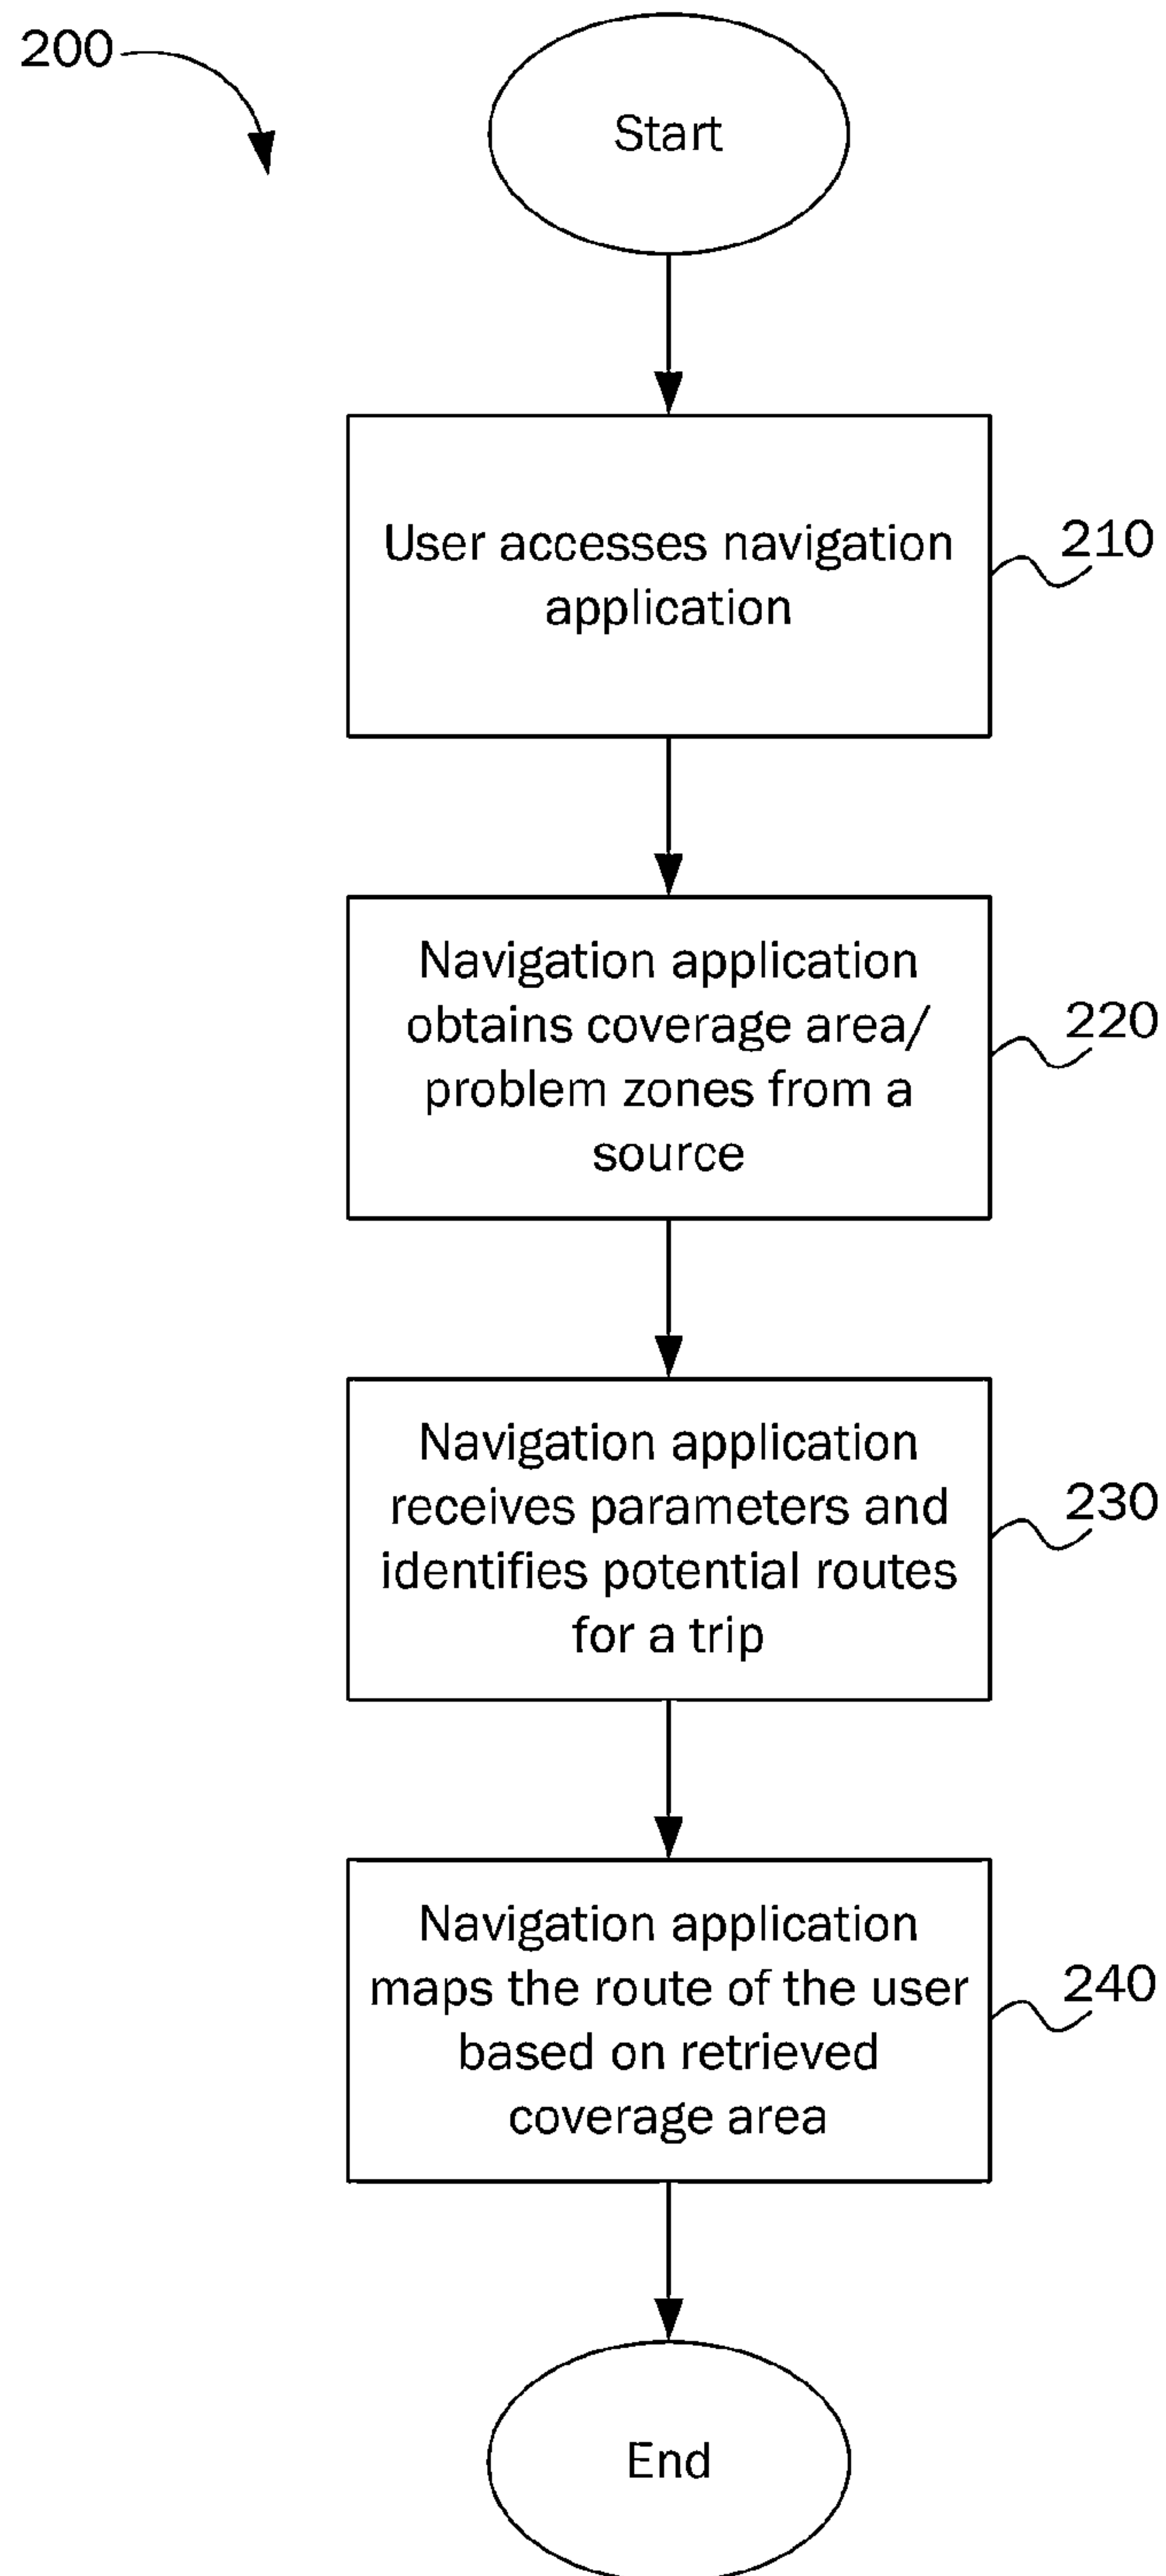 200
Start
User accesses navigation
application
210
Navigation application
obtains coverage area/
problem zones from a
source
220
Navigation application
receives parameters and
identifies potential routes
for a trip
230
Navigation application
maps the route of the user
based on retrieved
coverage area
240
End